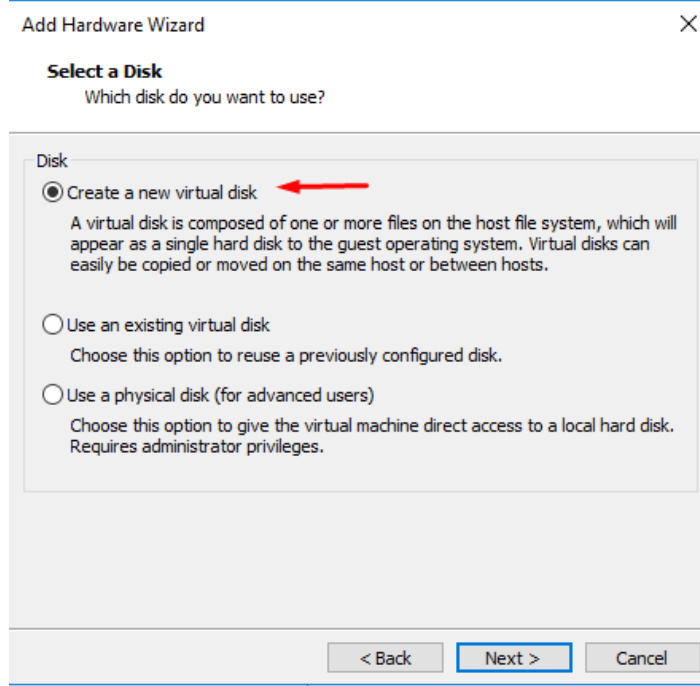 Add Hardware Wizard
Select a Disk
Which disk do you want to use?
Disk
Create a new virtual disk
A virtual disk is composed of one or more files on the host file system, which will
appear as a single hard disk to the guest operating system. Virtual disks can
easily be copied or moved on the same host or between hosts.
Use an existing virtual disk
Choose this option to reuse a previously configured disk.
Use a physical disk (for advanced users)
Choose this option to give the virtual machine direct access to a local hard disk.
Requires administrator privileges.
< Back Next > Cancel